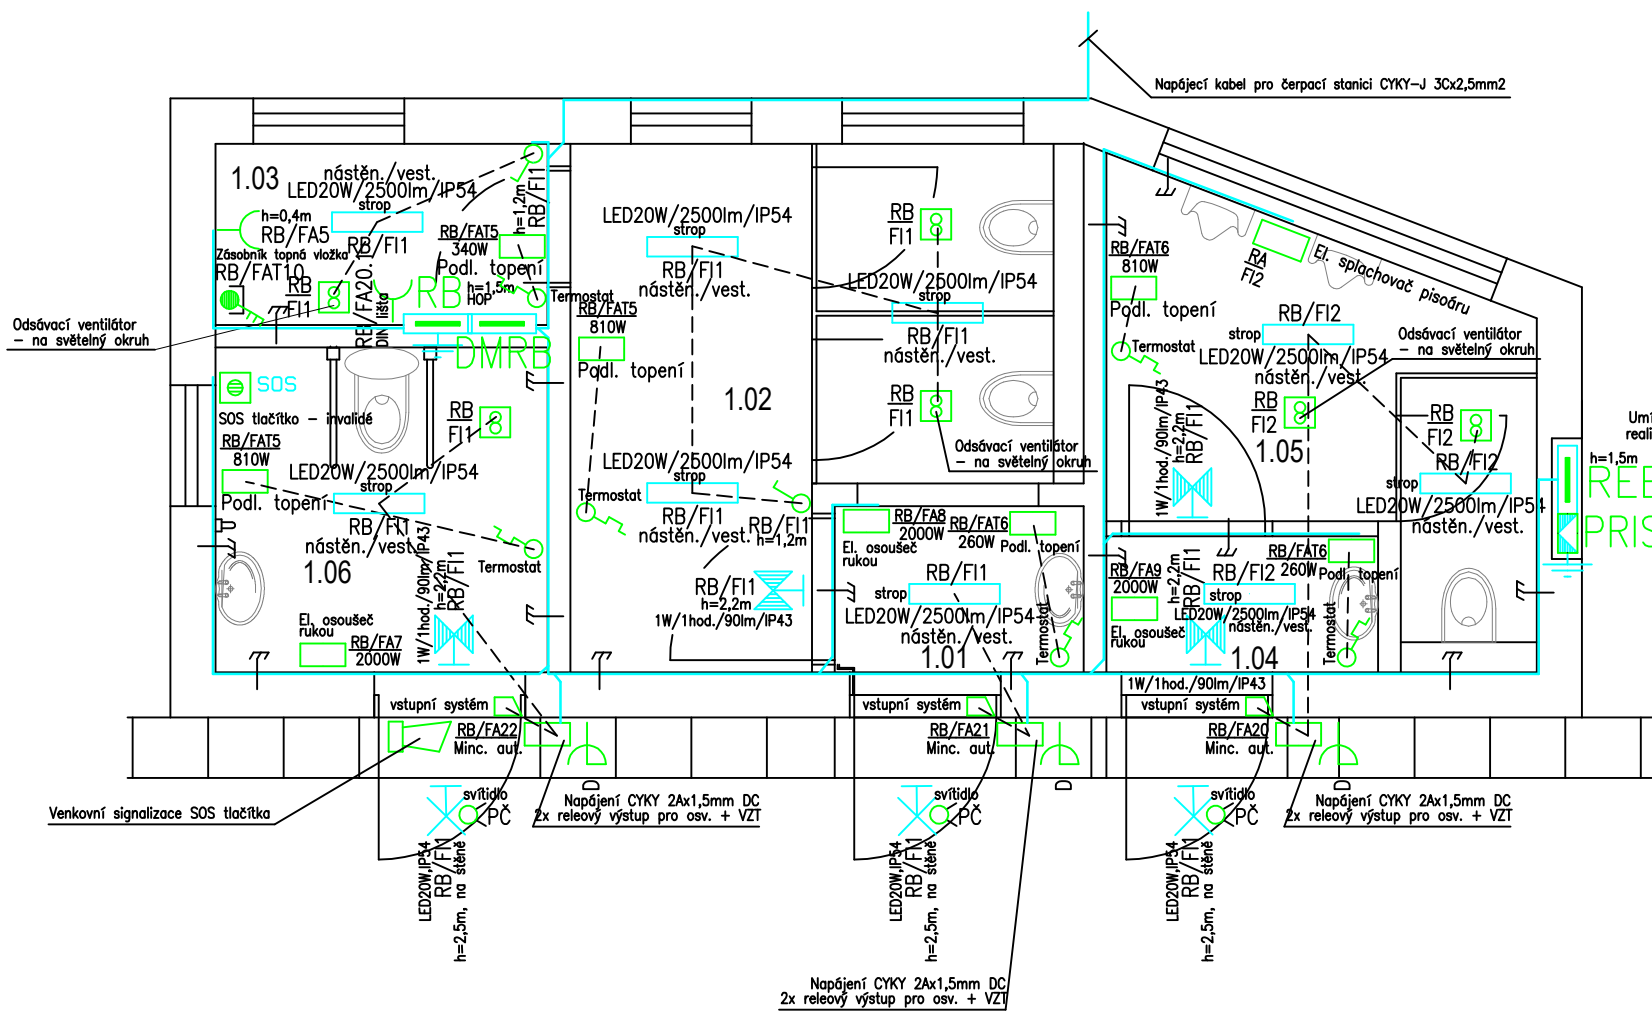 Napájecí kabel pro čerpací stanici CYKY-J 3Cx2,5mm2
1.03
nástěn./vest.
LED20W/2500lm/IP54
strop
h=0,4m
RB/FA5
RB/FI1
Zásobník topná vložka
RB/FAT10
RB
FI1
RB/FAT5
340W
Podl. topení
h=1,2m
RB/FI1
RB
h=1,5m
HOP
Termostat
DIN lišta
DMRB
Odsávací ventilátor
– na světelný okruh
SOS
SOS tlačítko – invalidé
RB/FAT5
810W
Podl. topení
LED20W/2500lm/IP54
strop
RB/FI1
nástěn./vest.
RB
FI1
1.06
Termostat
El. osoušeč
rukou
RB/FA7
2000W
1W/1hod./90lm/IP43
h=2,2m
RB/FI1
LED20W/2500lm/IP54
strop
RB/FI1
nástěn./vest.
RB/FAT5
810W
Podl. topení
1.02
LED20W/2500lm/IP54
strop
RB/FI1
nástěn./vest.
Termostat
RB/FI1
h=1,2m
RB/FI1
h=2,2m
1W/1hod./90lm/IP43
RB
FI1
LED20W/2500lm/IP54
strop
RB/FI1
nástěn./vest.
RB
FI1
Odsávací ventilátor
– na světelný okruh
RB/FA8
2000W
El. osoušeč
rukou
RB/FAT6
260W
Podl. topení
RB/FI1
strop
LED20W/2500lm/IP54
nástěn./vest.
1.01
Termostat
RB/FAT6
810W
Podl. topení
Termostat
RA
FI2
El. splachovač pisoáru
RB/FI2
strop
LED20W/2500lm/IP54
nástěn./vest.
Odsávací ventilátor
– na světelný okruh
RB
FI2
1.05
1W/1hod./90lm/IP43
h=2,2m
RB/FI1
RB
FI2
RB/FI2
strop
LED20W/2500lm/IP54
nástěn./vest.
h=1,5m
RB/FA9
2000W
El. osoušeč
rukou
h=2,2m
RB/FI1
RB/FI2
strop
LED20W/2500lm/IP54
nástěn./vest.
RB/FAT6
260W
Podl. topení
Termostat
1.04
1W/1hod./90lm/IP43
vstupní systém
RB/FA22
Minc. aut.
vstupní systém
RB/FA21
Minc. aut.
vstupní systém
RB/FA20
Minc. aut.
D
D
D
Venkovní signalizace SOS tlačítka
svítidlo
PČ
LED20W,IP54
RB/FI1
h=2,5m, na stěně
Napájení CYKY 2Ax1,5mm DC
2x releový výstup pro osv. + VZT
svítidlo
PČ
LED20W,IP54
RB/FI1
h=2,5m, na stěně
svítidlo
PČ
LED20W,IP54
RB/FI1
h=2,5m, na stěně
Napájení CYKY 2Ax1,5mm DC
2x releový výstup pro osv. + VZT
Napájení CYKY 2Ax1,5mm DC
2x releový výstup pro osv. + VZT